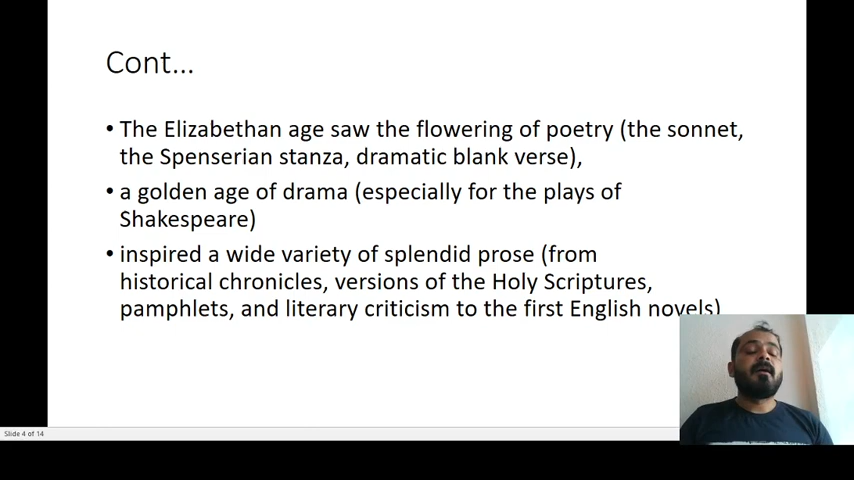 Cont...
• The Elizabethan age saw the flowering of poetry (the sonnet,
the Spenserian stanza, dramatic blank verse),
• a golden age of drama (especially for the plays of
Shakespeare)
• inspired a wide variety of splendid prose (from
historical chronicles, versions of the Holy Scriptures,
pamphlets, and literary criticism to the first English novels)
Slide 4 of 14